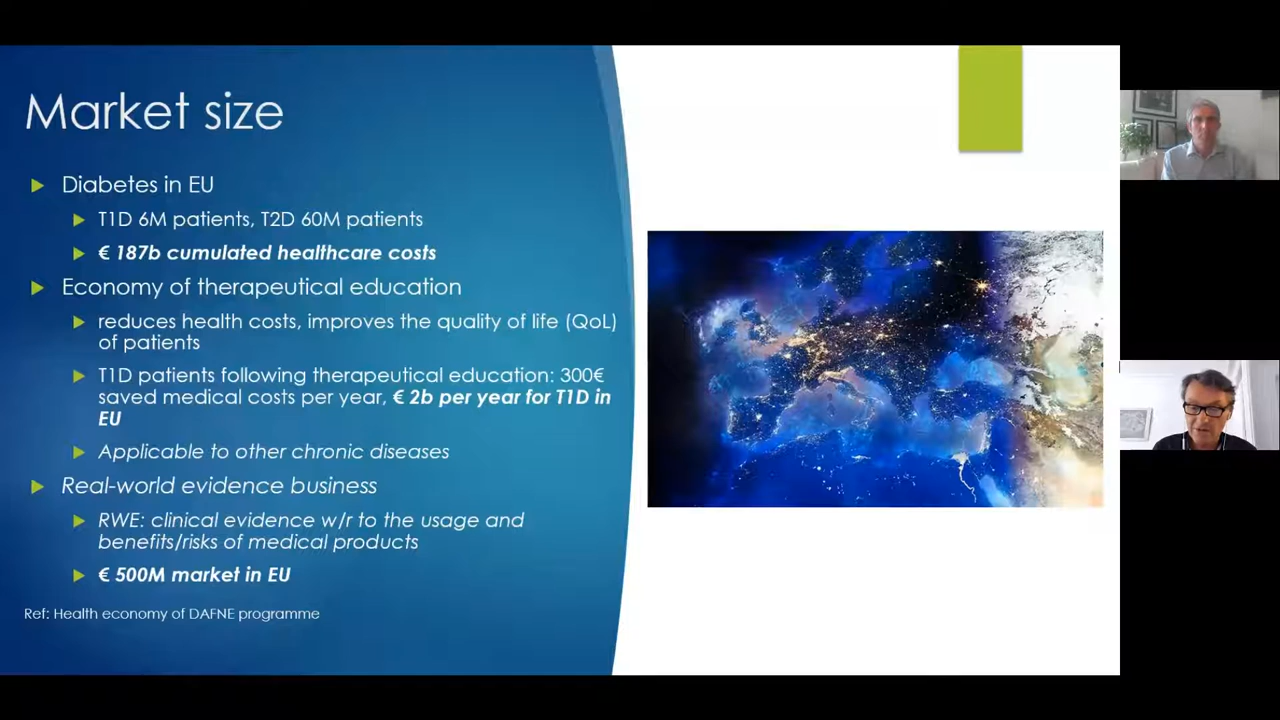 Market size
Diabetes in EU
T1D 6M patients, T2D 60M patients
€ 187b cumulated healthcare costs
Economy of therapeutical education
reduces health costs, improves the quality of life (QoL)
of patients
T1D patients following therapeutical education: 300€
saved medical costs per year, € 2b per year for T1D in
EU
Applicable to other chronic diseases
Real-world evidence business
RWE: clinical evidence w/r to the usage and
benefits/risks of medical products
€ 500M market in EU
Ref: Health economy of DAFNE programme